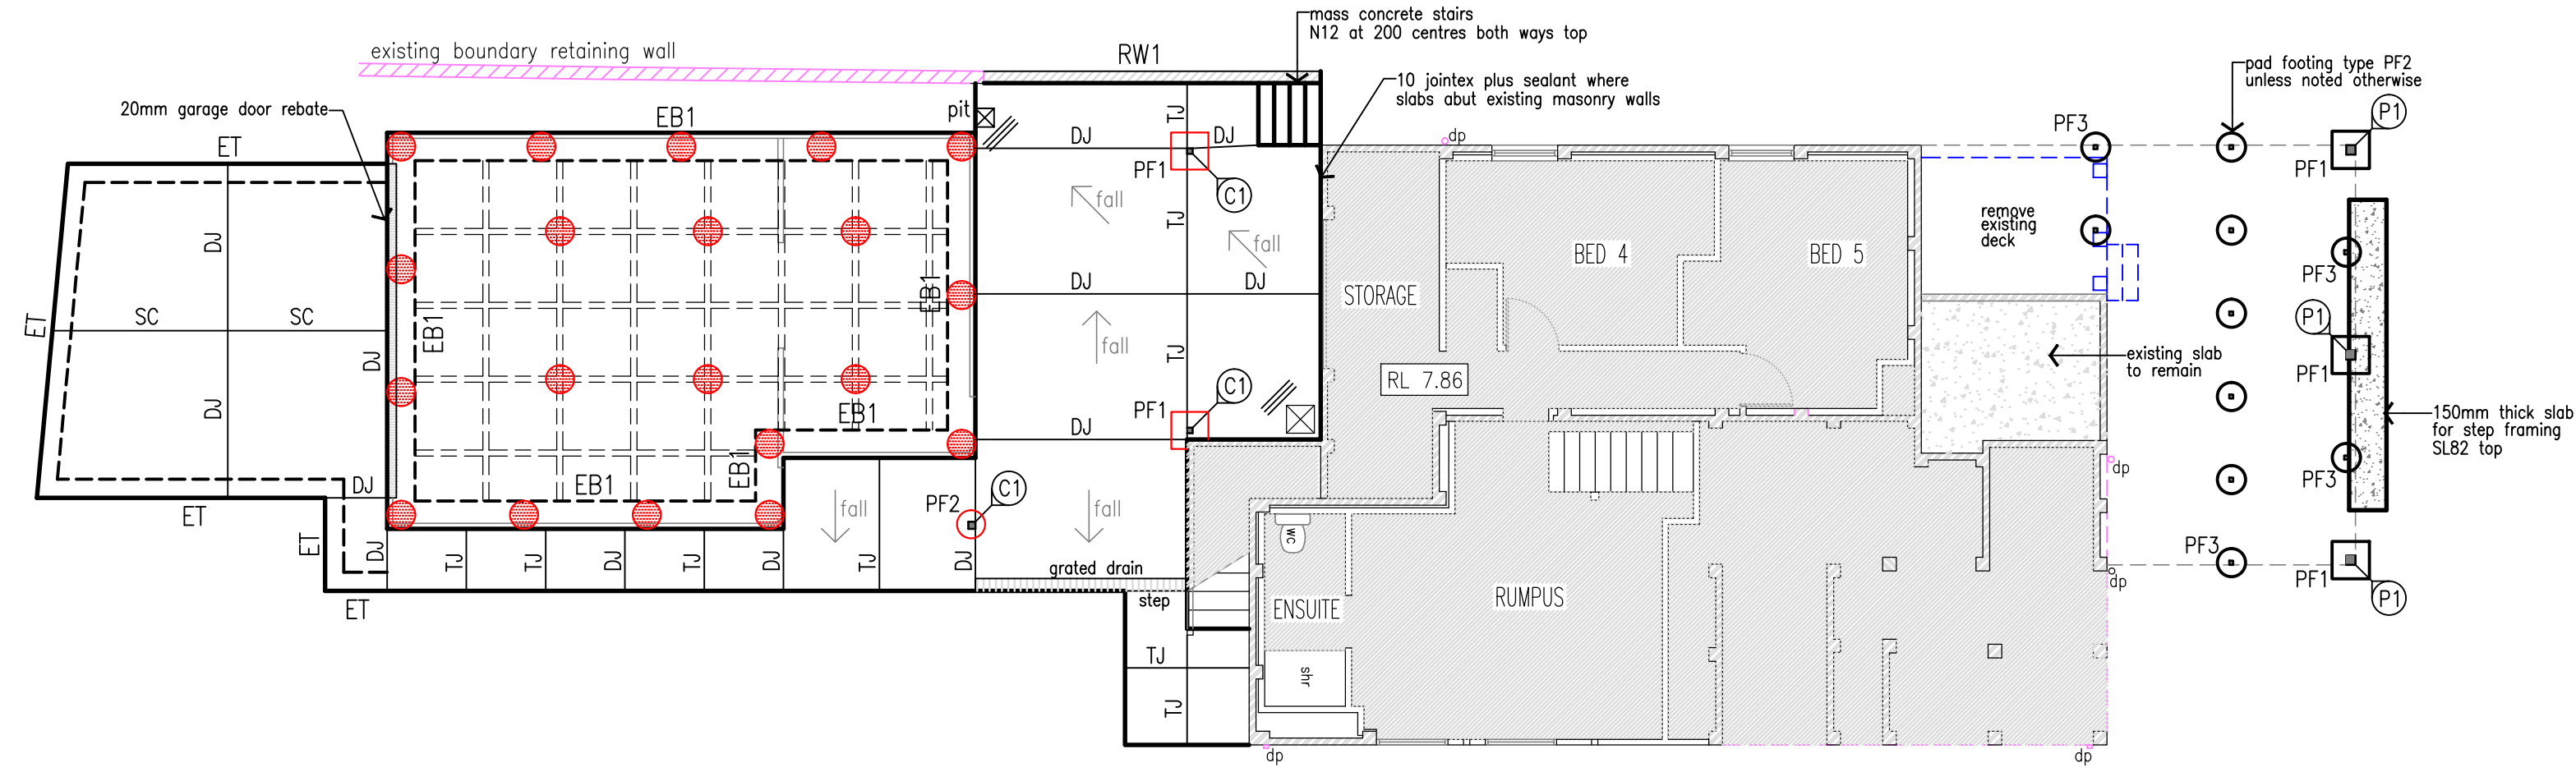 mass concrete stairs
N12 at 200 centres both ways top
existing boundary retaining wall
RW1
pad footing type PF2
unless noted otherwise
10 jointex plus sealant where
slabs abut existing masonry walls
20mm garage door rebate
EB1
pit
TJ
DJ
DJ
dp
PF3
P1
ET
PF1
PF1
C1
fall
TJ
DJ
fall
remove
existing
deck
BED 4
BED 5
PF3
DJ
DJ
EB1
STORAGE
ET
SC
SC
EB1
DJ
fall
TJ
P1
existing slab
to remain
RL 7.86
PF1
DJ
PF1
C1
EB1
DJ
150mm thick slab
for step framing
SL82 top
EB1
EB1
DJ
PF3
dp
ET
PF2
C1
fall
fall
ET
DJ
TJ
DJ
TJ
DJ
TJ
DJ
WC
PF3
PF1
dp
P1
grated drain
step
ET
ENSUITE
RUMPUS
TJ
shr
TJ
dp
dp